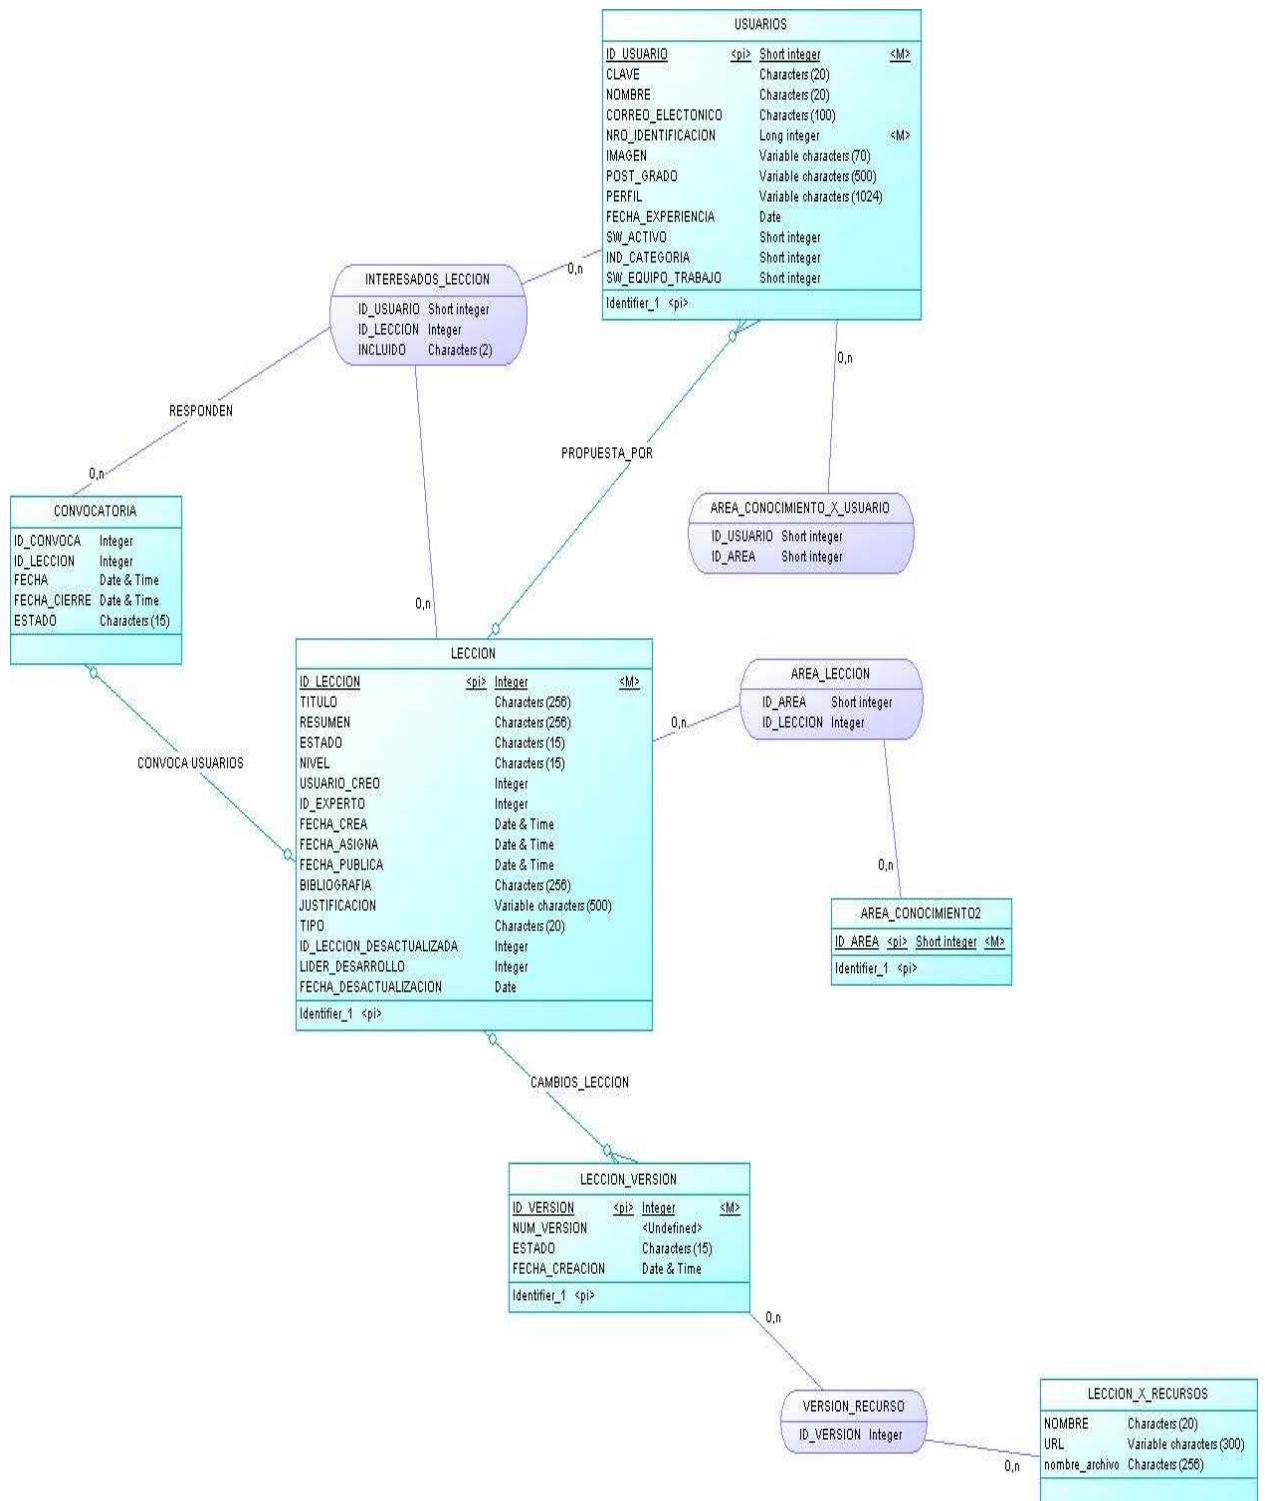 USUARIOS
ID_USUARIO <pi> Short integer <M>
CLAVE Characters (20)
NOMBRE Characters (20)
CORREO_ELECTONICO Characters (100)
NRO_IDENTIFICACION Long integer <M>
IMAGEN Variable characters (70)
POST_GRADO Variable characters (500)
PERFIL Variable characters (1024)
FECHA_EXPERIENCIA Date
SW_ACTIVO Short integer
IND_CATEGORIA Short integer
SW_EQUIPO_TRABAJO Short integer
Identifier_1 <pi>
0,n
INTERESADOS_LECCION
ID_USUARIO Short integer
ID_LECCION Integer
INCLUIDO Characters (2)
0,n
RESPONDEN
PROPUESTA_POR
0,n
CONVOCATORIA
ID_CONVOCA Integer
ID_LECCION Integer
FECHA Date & Time
FECHA_CIERRE Date & Time
ESTADO Characters (15)
AREA_CONOCIMIENTO_X_USUARIO
ID_USUARIO Short integer
ID_AREA Short integer
0,n
LECCION
ID_LECCION <pi> Integer <M>
TITULO Characters (256)
RESUMEN Characters (256)
ESTADO Characters (15)
NIVEL Characters (15)
USUARIO_CREO Integer
ID_EXPERTO Integer
FECHA_CREA Date & Time
FECHA_ASIGNA Date & Time
FECHA_PUBLICA Date & Time
BIBLIOGRAFIA Characters (256)
JUSTIFICACION Variable characters (500)
TIPO Characters (20)
ID_LECCION_DESACTUALIZADA Integer
LIDER_DESARROLLO Integer
FECHA_DESACTUALIZACION Date
Identifier_1 <pi>
AREA_LECCION
ID_AREA Short integer
ID_LECCION Integer
0,n
CONVOCA USUARIOS
0,n
AREA_CONOCIMIENTO2
ID_AREA <pi> Short integer <M>
Identifier_1 <pi>
CAMBIOS_LECCION
LECCION_VERSION
ID_VERSION <pi> Integer <M>
NUM_VERSION <Undefined>
ESTADO Characters (15)
FECHA_CREACION Date & Time
Identifier_1 <pi>
0,n
VERSION_RECURSO
ID_VERSION Integer
0,n
LECCION_X_RECURSOS
NOMBRE Characters (20)
URL Variable characters (300)
nombre_archivo Characters (256)